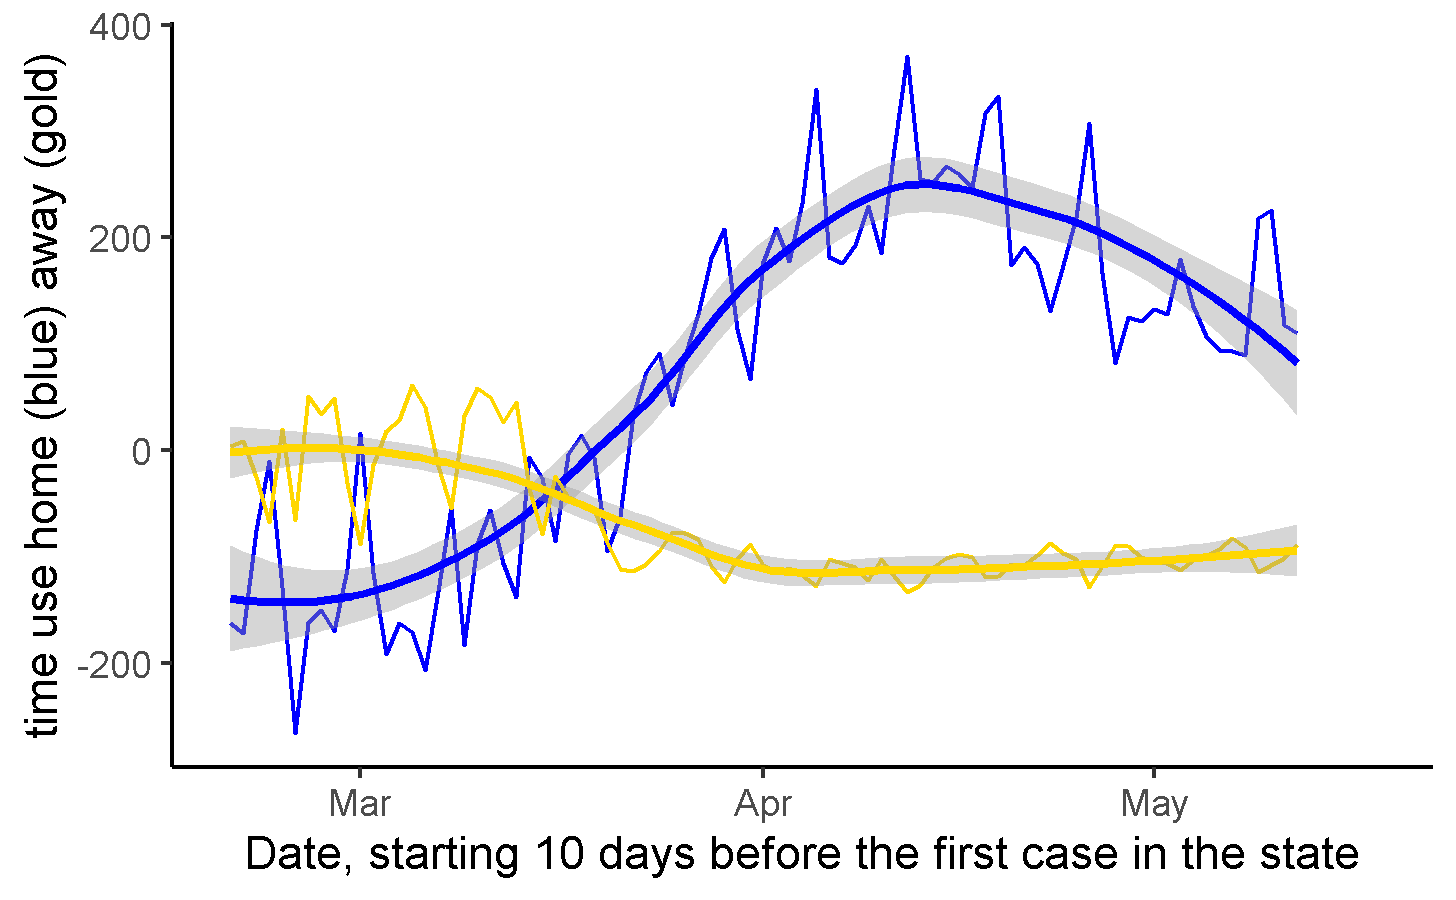 time use home (blue) away (gold)
400
200
0
-200
Mar
Apr
May
Date, starting 10 days before the first case in the state